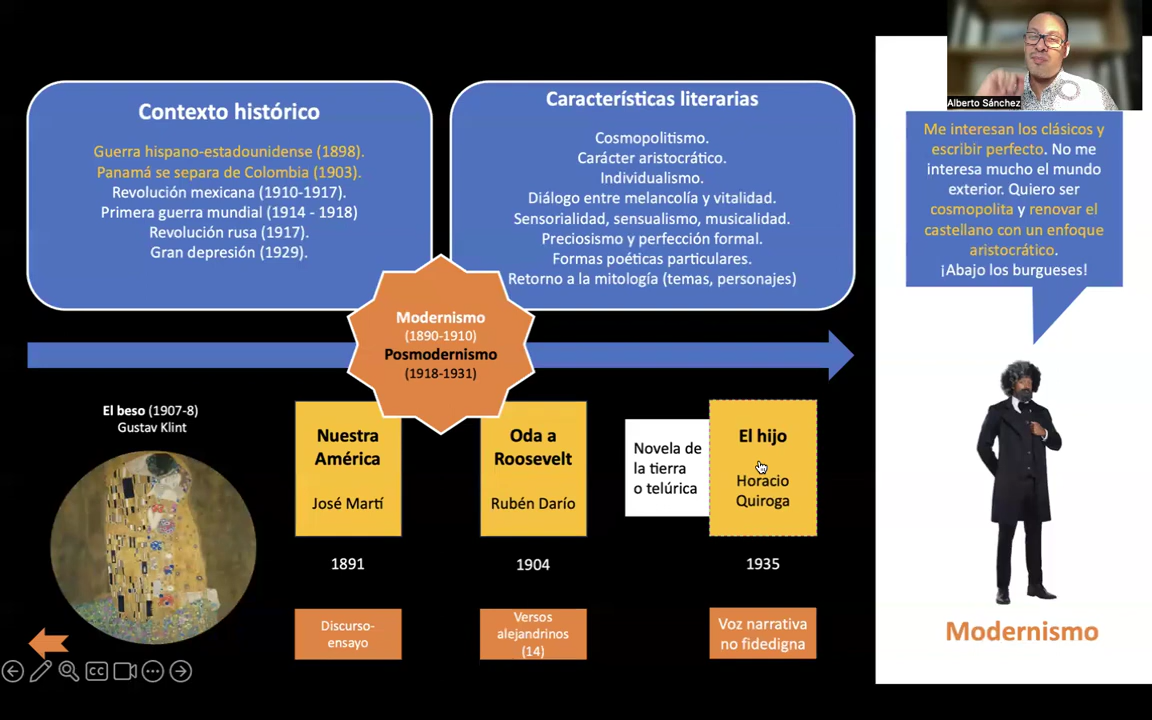 Contexto histórico
Guerra hispano-estadounidense (1898).
Panamá se separa de Colombia (1903).
Revolución mexicana (1910-1917).
Primera guerra mundial (1914 - 1918)
Revolución rusa (1917).
Gran depresión (1929).
Características literarias
Cosmopolitismo.
Carácter aristocrático.
Individualismo.
Diálogo entre melancolía y vitalidad.
Sensorialidad, sensualismo, musicalidad.
Preciosismo y perfección formal.
Formas poéticas particulares.
Retorno a la mitología (temas, personajes)
Alberto Sánchez
Me interesan los clásicos y
escribir perfecto. No me
interesa mucho el mundo
exterior. Quiero ser
cosmopolita y renovar el
castellano con un enfoque
aristocrático.
¡Abajo los burgueses!
Modernismo
(1890-1910)
Posmodernismo
(1918-1931)
El beso (1907-8)
Gustav Klint
Nuestra
América
José Martí
1891
Discurso-
ensayo
Oda a
Roosevelt
Rubén Darío
1904
Versos
alejandrinos
(14)
Novela de
la tierra
o telúrica
El hijo
Horacio
Quiroga
1935
Voz narrativa
no fidedigna
Modernismo
CC